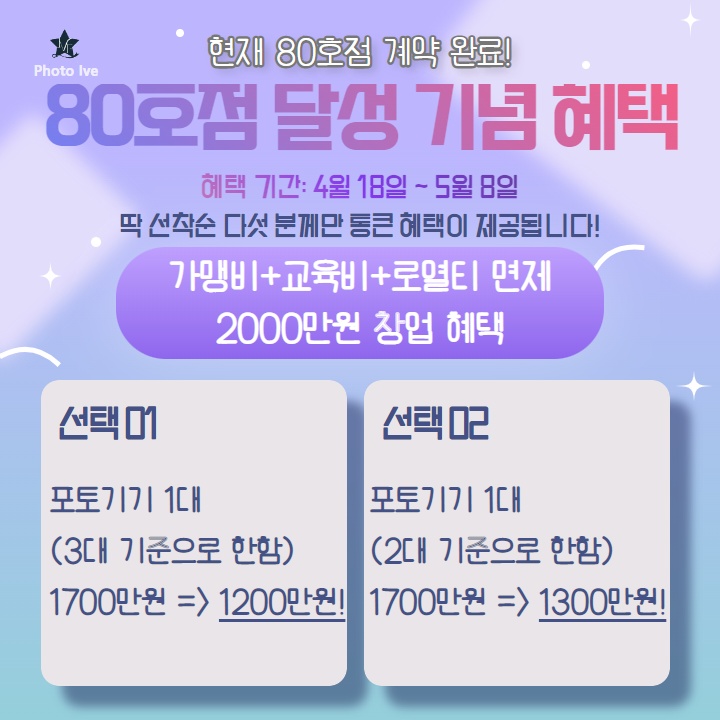 현재 80호점 계약 완료!
Photo Ive
80호점 달성 기념 혜택
혜택 기간: 4월 18일 ~ 5월 8일
딱 선착순 다섯 분께만 통큰 혜택이 제공됩니다!
가맹비+교육비+로열티 면제
2000만원 창업 혜택
선택 01
포토기기 1대
(3대 기준으로 한함)
1700만원 => 1200만원!
선택 02
포토기기 1대
(2대 기준으로 한함)
1700만원 => 1300만원!